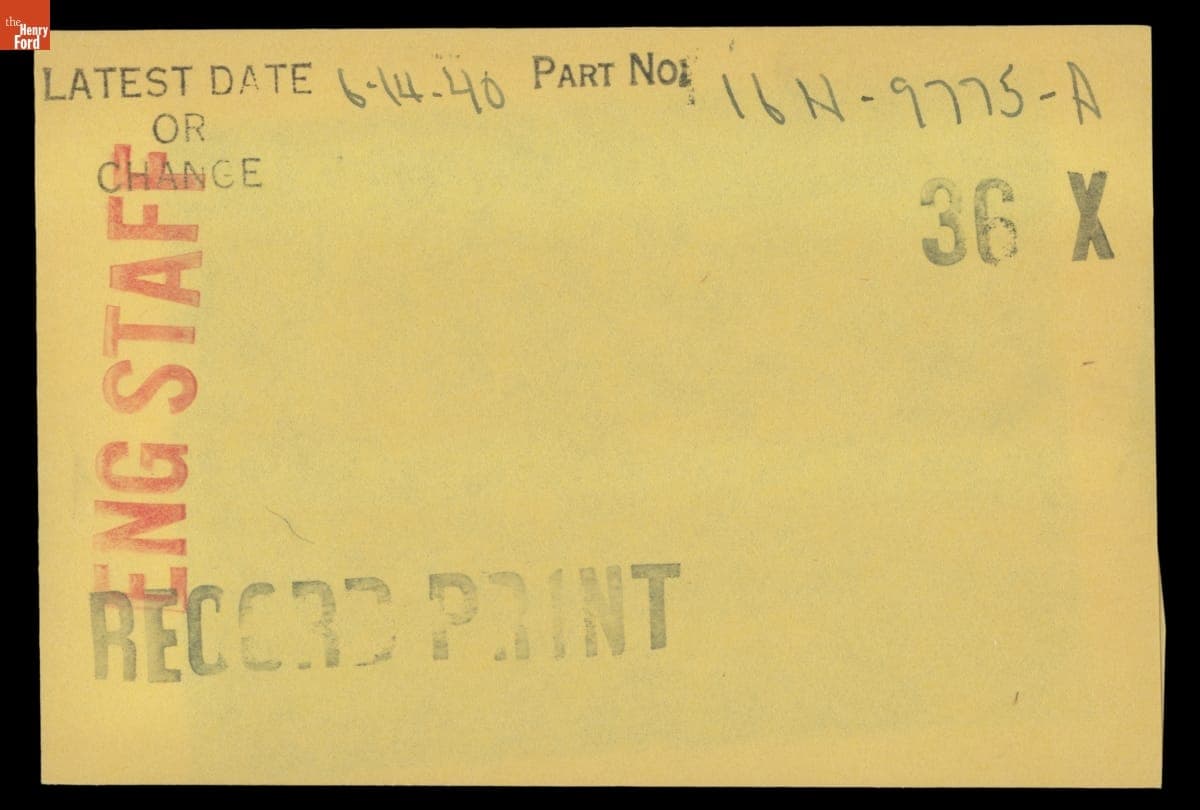 the
Henry
Ford
LATEST DATE 6-14-40 PART NO. 16N-9775-A
OR
CHANGE
36 X
ENG STAFF
RECORD PRINT